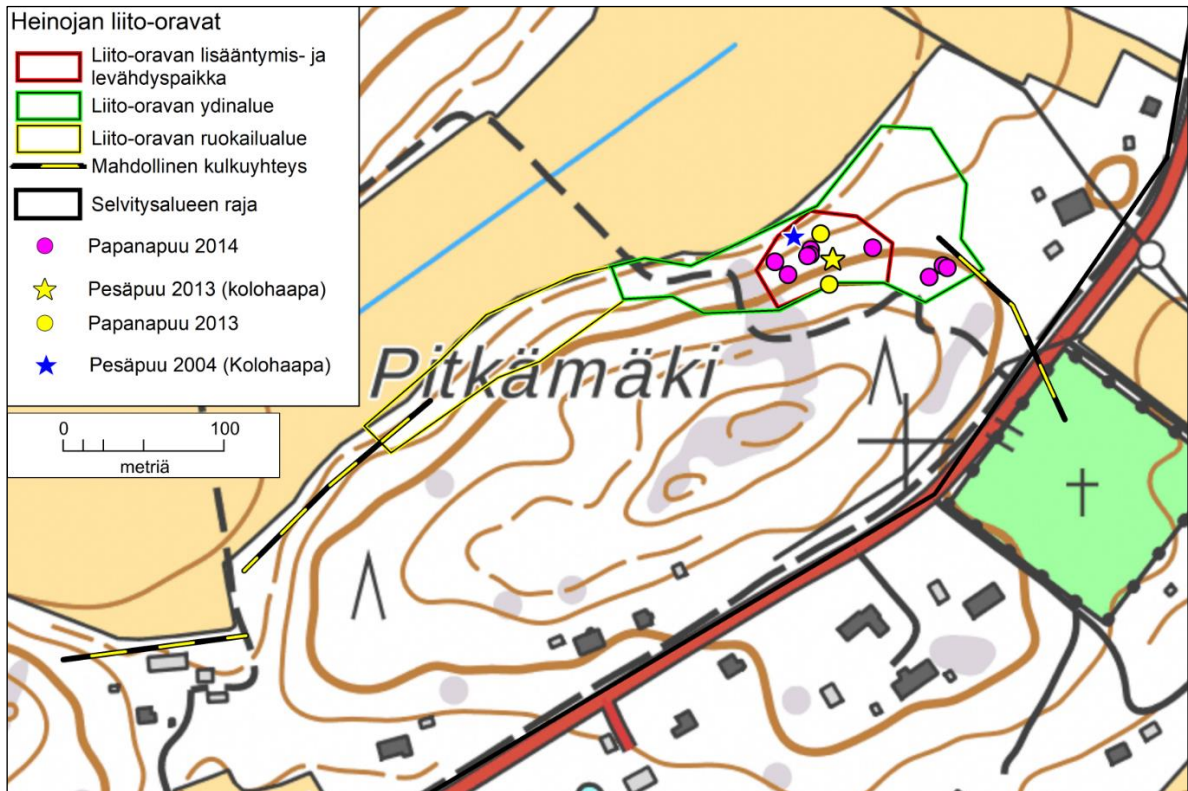 Heinojan liito-oravat
Liito-oravan lisääntymis- ja
levähdyspaikka
Liito-oravan ydinalue
Liito-oravan ruokailualue
Mahdollinen kulkuyhteys
Selvitysalueen raja
Papanapuu 2014
Pesäpuu 2013 (kolohaapa)
Papanapuu 2013
Pesäpuu 2004 (Kolohaapa)
0 100
metriä
Pitkämäki